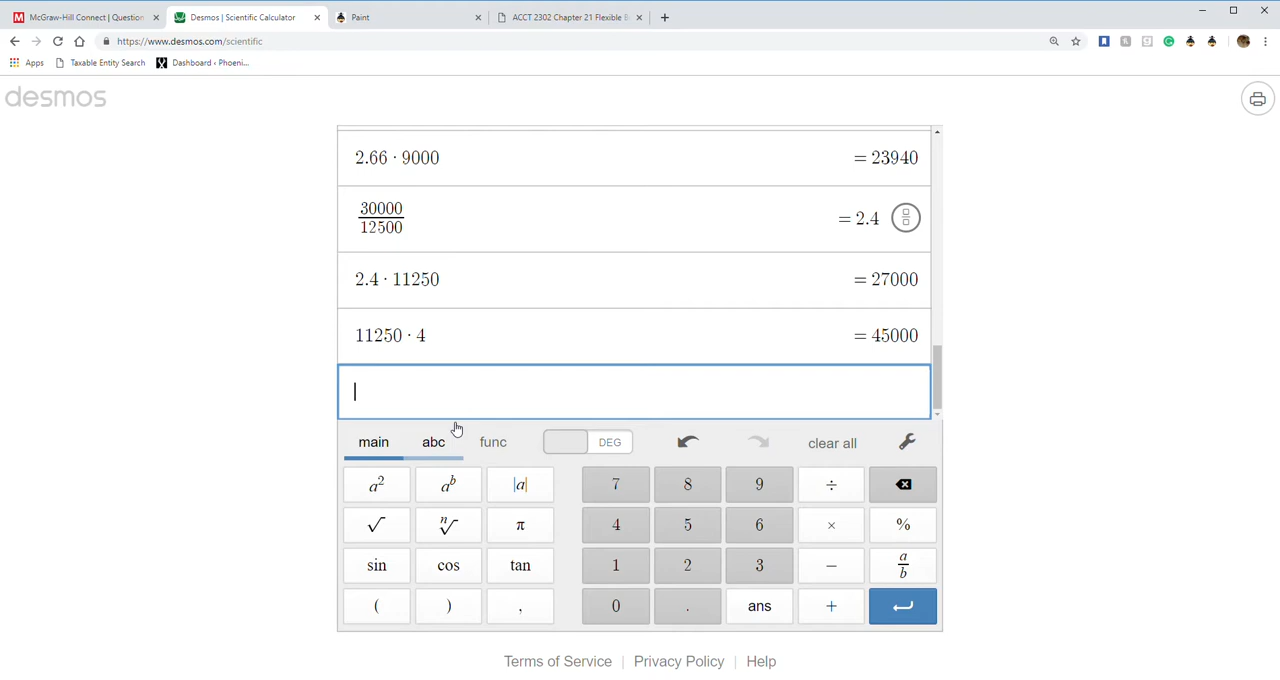 McGraw-Hill Connect | Question
Desmos | Scientific Calculator
Paint
ACCT 2302 Chapter 21 Flexible B
https://www.desmos.com/scientific
Apps
Taxable Entity Search
Dashboard ‹ Phoeni...
desmos
2.66 · 9000 = 23940
30000
12500
= 2.4
2.4 · 11250 = 27000
11250 · 4 = 45000
main abc func DEG clear all
a² aᵇ |a| 7 8 9 ÷
√ ⁿ√ π 4 5 6 × %
sin cos tan 1 2 3 − a/b
( ) , 0 . ans +
Terms of Service | Privacy Policy | Help